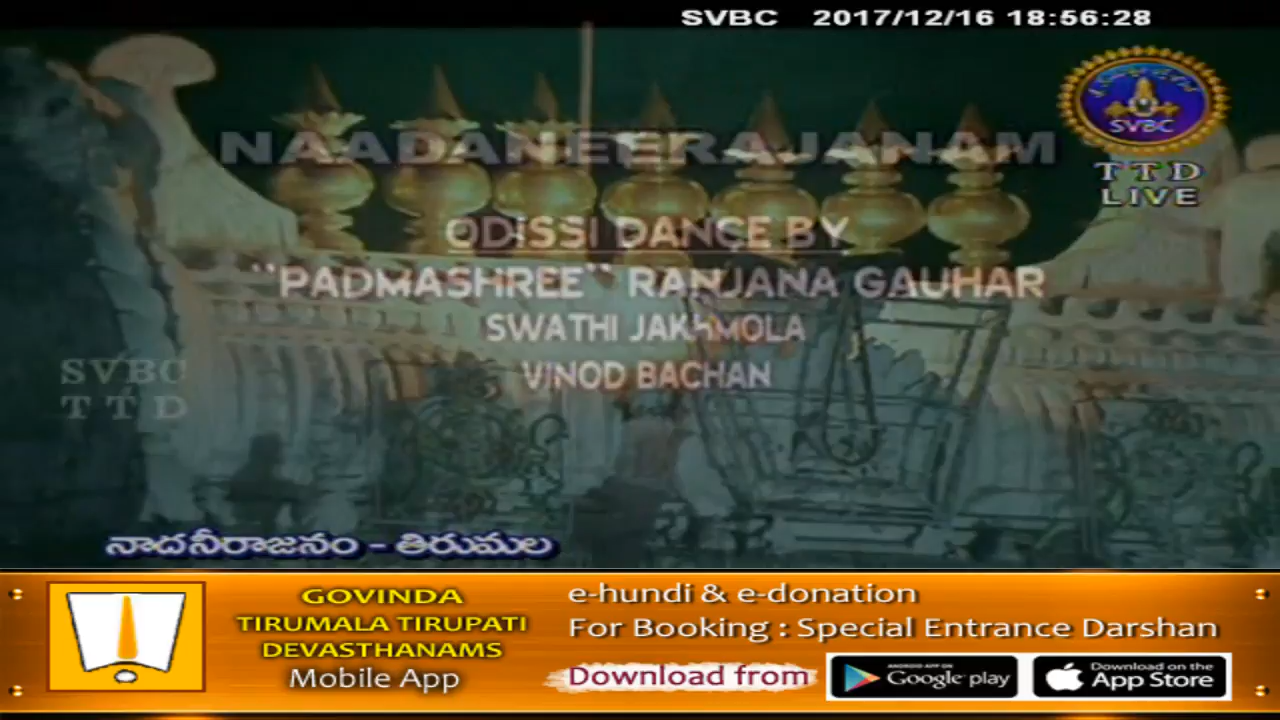 SVBC 2017/12/16 18:56:28
SVBC
TTD
LIVE
NAADANEERAJANAM
ODISSI DANCE BY
``PADMASHREE`` RANJANA GAUHAR
SWATHI JAKHMOLA
VINOD BACHAN
SVBC
TTD
నాదనీరాజనం - తిరుమల
GOVINDA
TIRUMALA TIRUPATI
DEVASTHANAMS
Mobile App
e-hundi & e-donation
For Booking : Special Entrance Darshan
Download from
ANDROID APP ON
Google play
Download on the
App Store